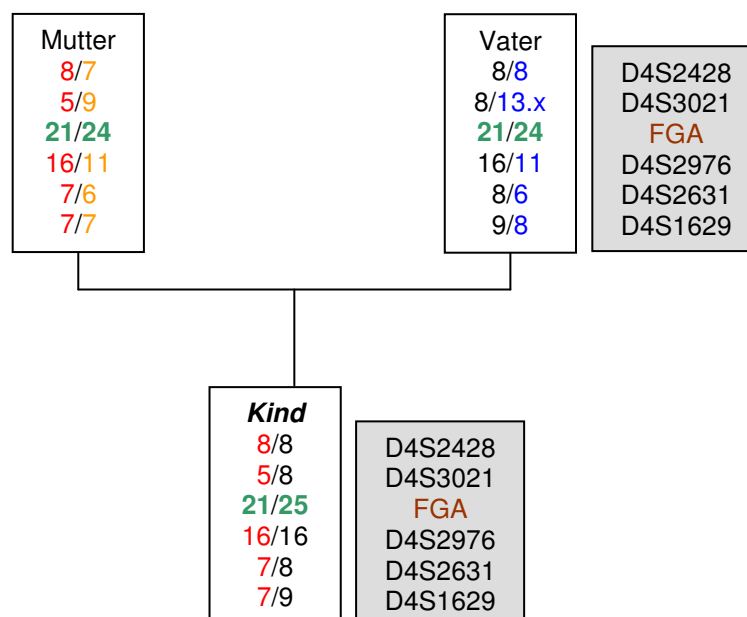 Mutter
8/7
5/9
21/24
16/11
7/6
7/7
Vater
8/8
8/13.x
21/24
16/11
8/6
9/8
D4S2428
D4S3021
FGA
D4S2976
D4S2631
D4S1629
Kind
8/8
5/8
21/25
16/16
7/8
7/9
D4S2428
D4S3021
FGA
D4S2976
D4S2631
D4S1629